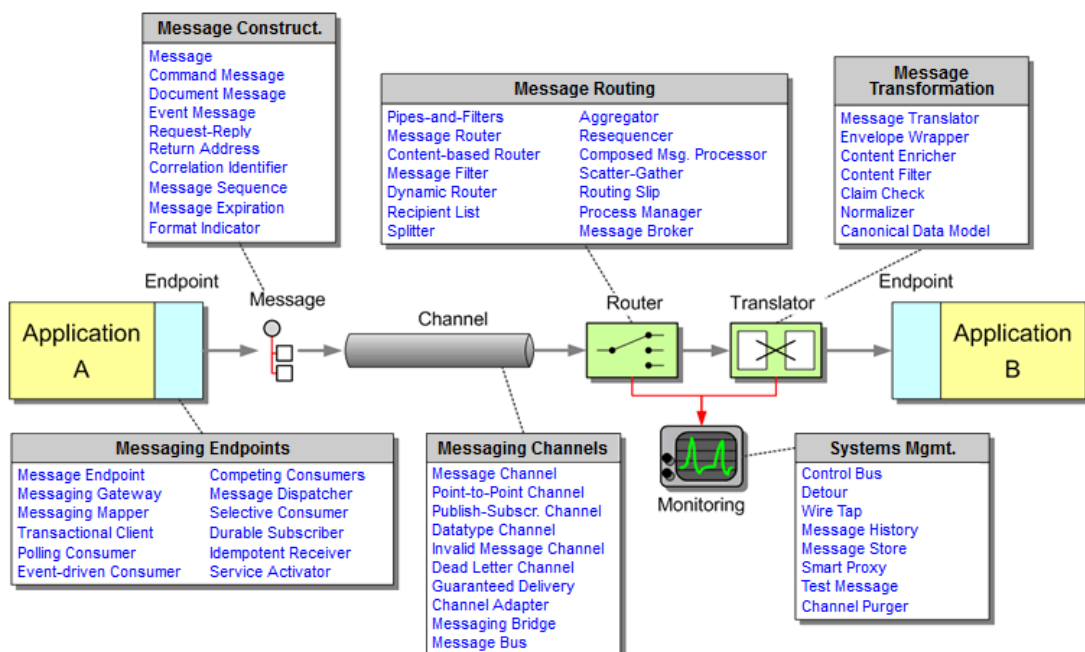 Message Construct.
Message
Command Message
Document Message
Event Message
Request-Reply
Return Address
Correlation Identifier
Message Sequence
Message Expiration
Format Indicator
Message Routing
Pipes-and-Filters
Message Router
Content-based Router
Message Filter
Dynamic Router
Recipient List
Splitter
Aggregator
Resequencer
Composed Msg. Processor
Scatter-Gather
Routing Slip
Process Manager
Message Broker
Message
Transformation
Message Translator
Envelope Wrapper
Content Enricher
Content Filter
Claim Check
Normalizer
Canonical Data Model
Endpoint
Message
Channel
Router
Translator
Endpoint
Application
A
Application
B
Messaging Endpoints
Message Endpoint
Messaging Gateway
Messaging Mapper
Transactional Client
Polling Consumer
Event-driven Consumer
Competing Consumers
Message Dispatcher
Selective Consumer
Durable Subscriber
Idempotent Receiver
Service Activator
Messaging Channels
Message Channel
Point-to-Point Channel
Publish-Subscr. Channel
Datatype Channel
Invalid Message Channel
Dead Letter Channel
Guaranteed Delivery
Channel Adapter
Messaging Bridge
Message Bus
Monitoring
Systems Mgmt.
Control Bus
Detour
Wire Tap
Message History
Message Store
Smart Proxy
Test Message
Channel Purger